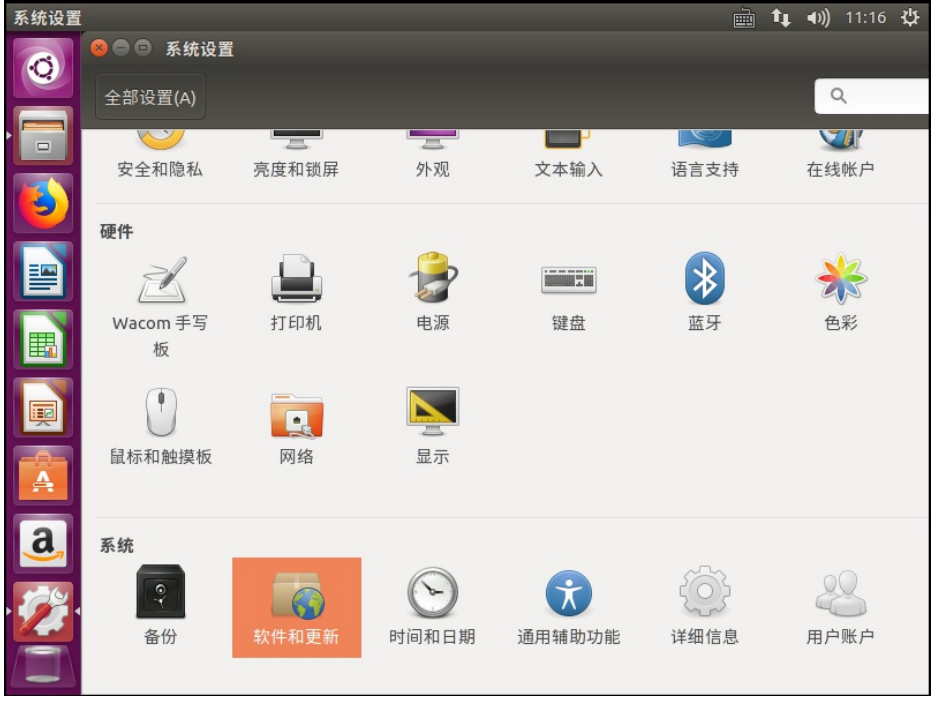 系统设置
11:16
系统设置
全部设置(A)
安全和隐私
亮度和锁屏
外观
文本输入
语言支持
在线帐户
硬件
Wacom 手写
板
打印机
电源
键盘
蓝牙
色彩
鼠标和触摸板
网络
显示
系统
备份
软件和更新
时间和日期
通用辅助功能
详细信息
用户账户